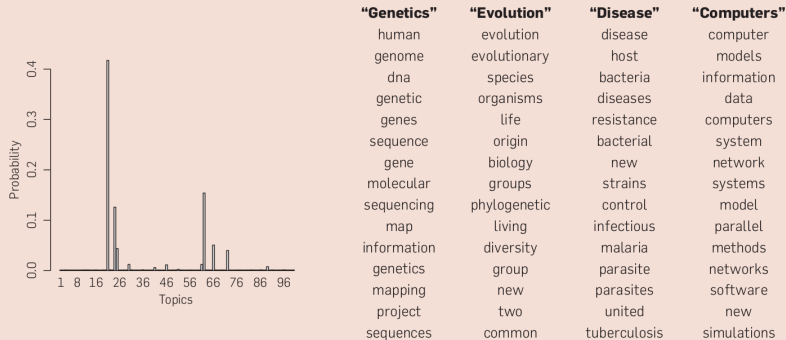 “Genetics” “Evolution” “Disease” “Computers”
human evolution disease computer
genome evolutionary host models
dna species bacteria information
genetic organisms diseases data
genes life resistance computers
sequence origin bacterial system
gene biology new network
molecular groups strains systems
sequencing phylogenetic control model
map living infectious parallel
information diversity malaria methods
genetics group parasite networks
mapping new parasites software
project two united new
sequences common tuberculosis simulations
Probability
0.4
0.3
0.2
0.1
0.0
1 8 16 26 36 46 56 66 76 86 96
Topics